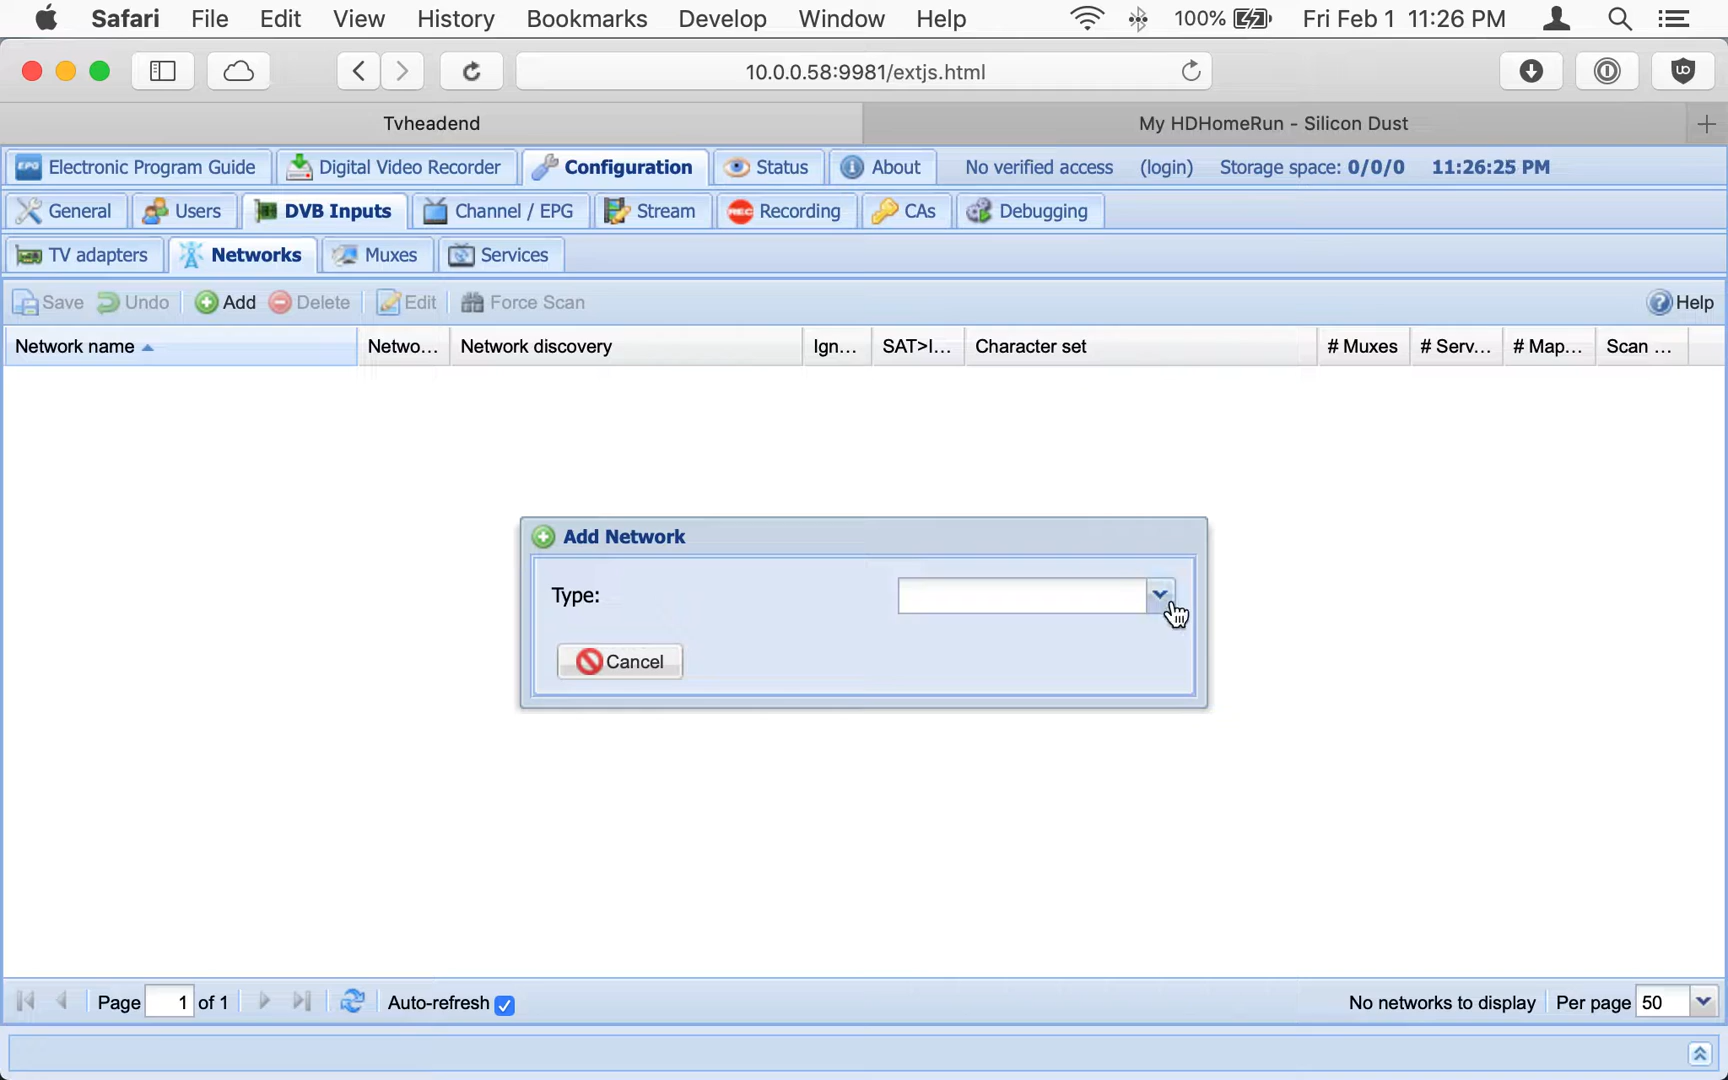 Safari File Edit View History Bookmarks Develop Window Help 100% Fri Feb 1 11:26 PM
10.0.0.58:9981/extjs.html
Tvheadend My HDHomeRun - Silicon Dust
EPG Electronic Program Guide Digital Video Recorder Configuration Status About No verified access (login) Storage space: 0/0/0 11:26:25 PM
General Users DVB Inputs Channel / EPG Stream REC Recording CAs Debugging
TV adapters Networks Muxes Services
Save Undo Add Delete Edit Force Scan Help
Network name Netwo... Network discovery Ign... SAT>I... Character set # Muxes # Serv... # Map... Scan ...
Add Network
Type:
Cancel
Page 1 of 1 Auto-refresh No networks to display Per page 50